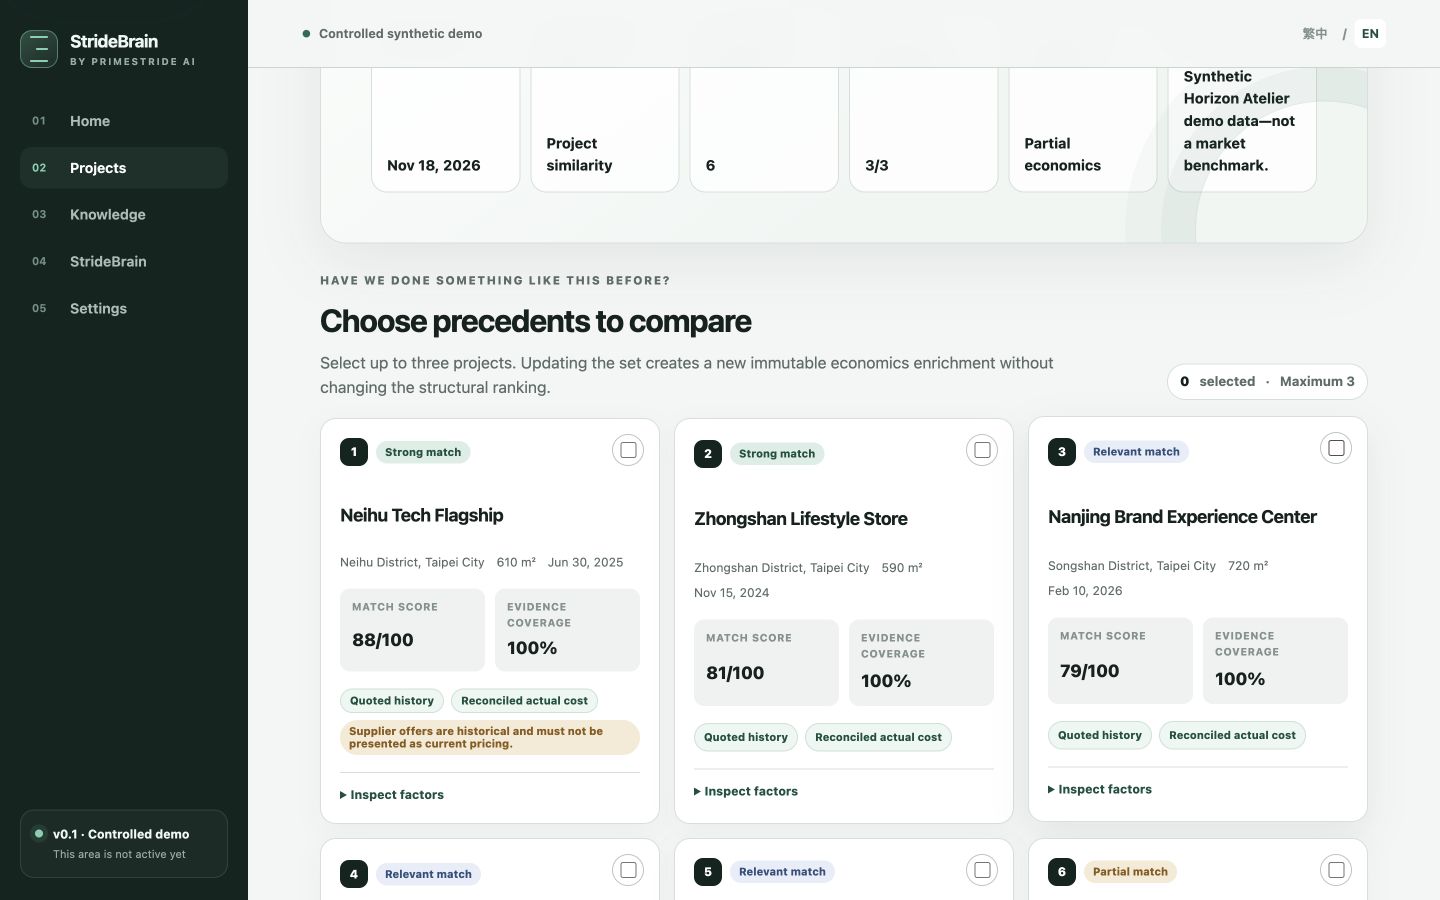 StrideBrain
BY PRIMESTRIDE AI
01 Home
02 Projects
03 Knowledge
04 StrideBrain
05 Settings
v0.1 · Controlled demo
This area is not active yet
Controlled synthetic demo
繁中 / EN
Nov 18, 2026
Project
similarity
6
3/3
Partial
economics
Synthetic
Horizon Atelier
demo data—not
a market
benchmark.
HAVE WE DONE SOMETHING LIKE THIS BEFORE?
Choose precedents to compare
Select up to three projects. Updating the set creates a new immutable economics enrichment without
changing the structural ranking.
0 selected · Maximum 3
1 Strong match
Neihu Tech Flagship
Neihu District, Taipei City 610 m² Jun 30, 2025
MATCH SCORE
88/100
EVIDENCE
COVERAGE
100%
Quoted history
Reconciled actual cost
Supplier offers are historical and must not be
presented as current pricing.
▶ Inspect factors
2 Strong match
Zhongshan Lifestyle Store
Zhongshan District, Taipei City 590 m²
Nov 15, 2024
MATCH SCORE
81/100
EVIDENCE
COVERAGE
100%
Quoted history
Reconciled actual cost
▶ Inspect factors
3 Relevant match
Nanjing Brand Experience Center
Songshan District, Taipei City 720 m²
Feb 10, 2026
MATCH SCORE
79/100
EVIDENCE
COVERAGE
100%
Quoted history
Reconciled actual cost
▶ Inspect factors
4 Relevant match
5 Relevant match
6 Partial match